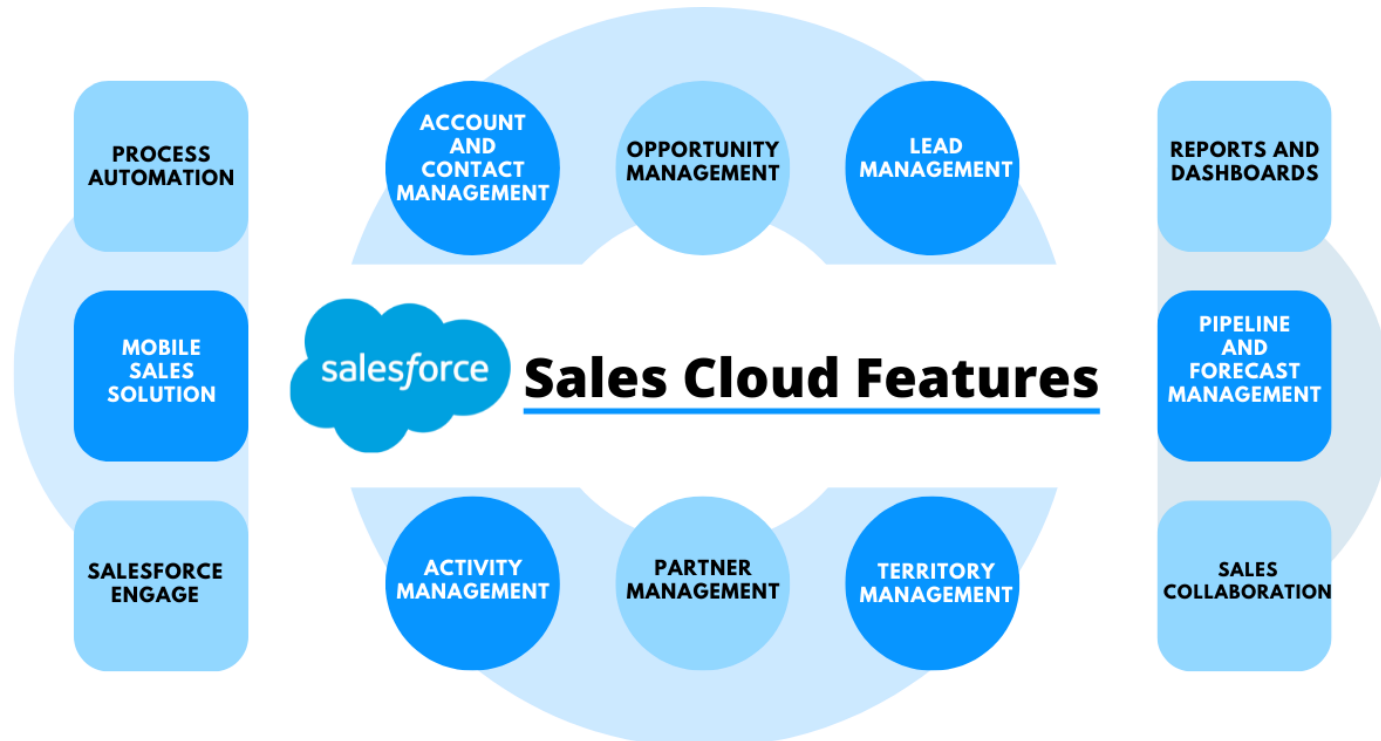 PROCESS
AUTOMATION
MOBILE
SALES
SOLUTION
SALESFORCE
ENGAGE
ACCOUNT
AND
CONTACT
MANAGEMENT
OPPORTUNITY
MANAGEMENT
LEAD
MANAGEMENT
salesforce
Sales Cloud Features
ACTIVITY
MANAGEMENT
PARTNER
MANAGEMENT
TERRITORY
MANAGEMENT
REPORTS AND
DASHBOARDS
PIPELINE
AND
FORECAST
MANAGEMENT
SALES
COLLABORATION